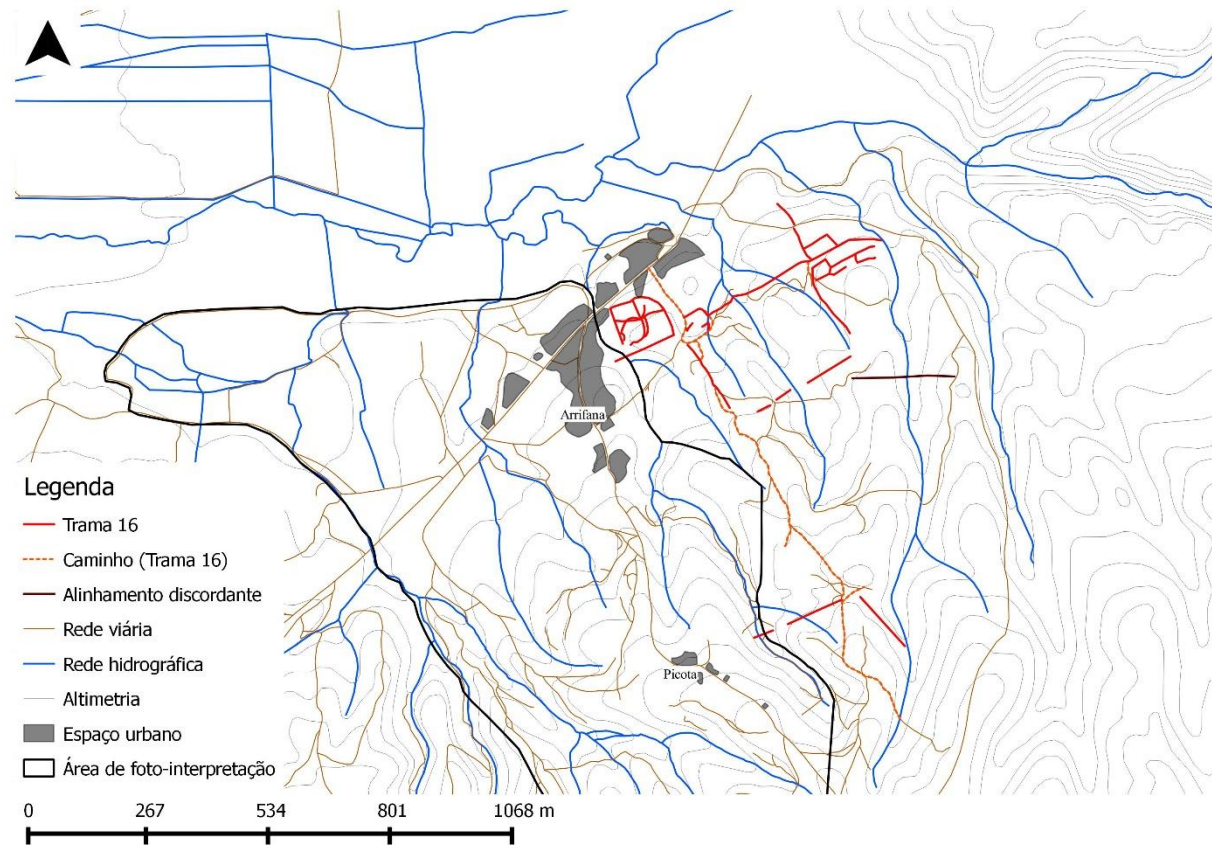 Arrifana
Picota
Legenda
Trama 16
Caminho (Trama 16)
Alinhamento discordante
Rede viária
Rede hidrográfica
Altimetria
Espaço urbano
Área de foto-interpretação
0 267 534 801 1068 m